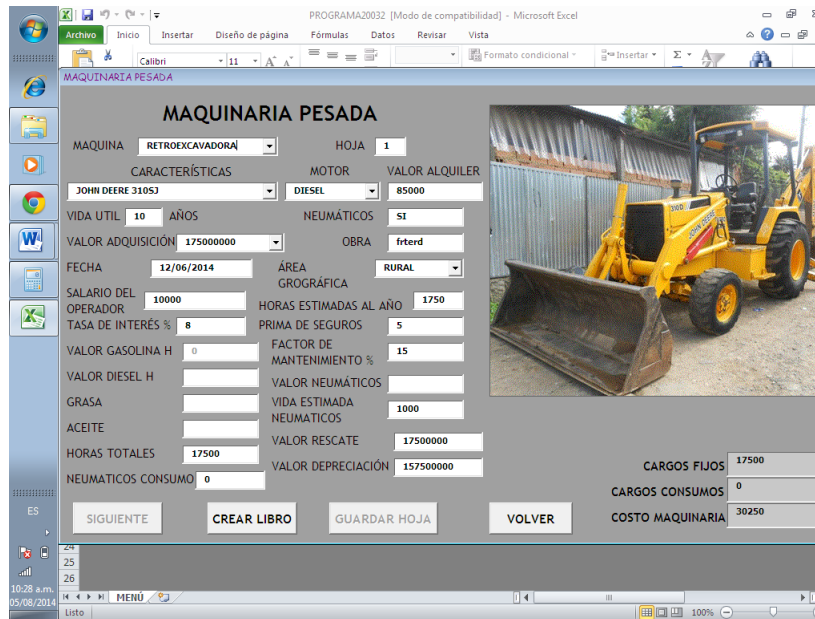 PROGRAMA20032 [Modo de compatibilidad] - Microsoft Excel
Archivo Inicio Insertar Diseño de página Fórmulas Datos Revisar Vista
Calibri 11 Formato condicional Insertar
MAQUINARIA PESADA
MAQUINARIA PESADA
MAQUINA RETROEXCAVADORA HOJA 1
CARACTERÍSTICAS MOTOR VALOR ALQUILER
JOHN DEERE 310SJ DIESEL 85000
VIDA UTIL 10 AÑOS NEUMÁTICOS SI
VALOR ADQUISICIÓN 175000000 OBRA frterd
FECHA 12/06/2014 ÁREA GROGRÁFICA RURAL
SALARIO DEL OPERADOR 10000 HORAS ESTIMADAS AL AÑO 1750
TASA DE INTERÉS % 8 PRIMA DE SEGUROS 5
VALOR GASOLINA H 0 FACTOR DE MANTENIMIENTO % 15
VALOR DIESEL H VALOR NEUMÁTICOS
GRASA VIDA ESTIMADA NEUMATICOS 1000
ACEITE
HORAS TOTALES 17500 VALOR RESCATE 17500000
NEUMATICOS CONSUMO 0 VALOR DEPRECIACIÓN 157500000
CARGOS FIJOS 17500
CARGOS CONSUMOS 0
COSTO MAQUINARIA 30250
SIGUIENTE CREAR LIBRO GUARDAR HOJA VOLVER
310D
JOHN DEERE
24
25
26
MENÚ
Listo 100%
ES
10:28 a.m.
05/08/2014